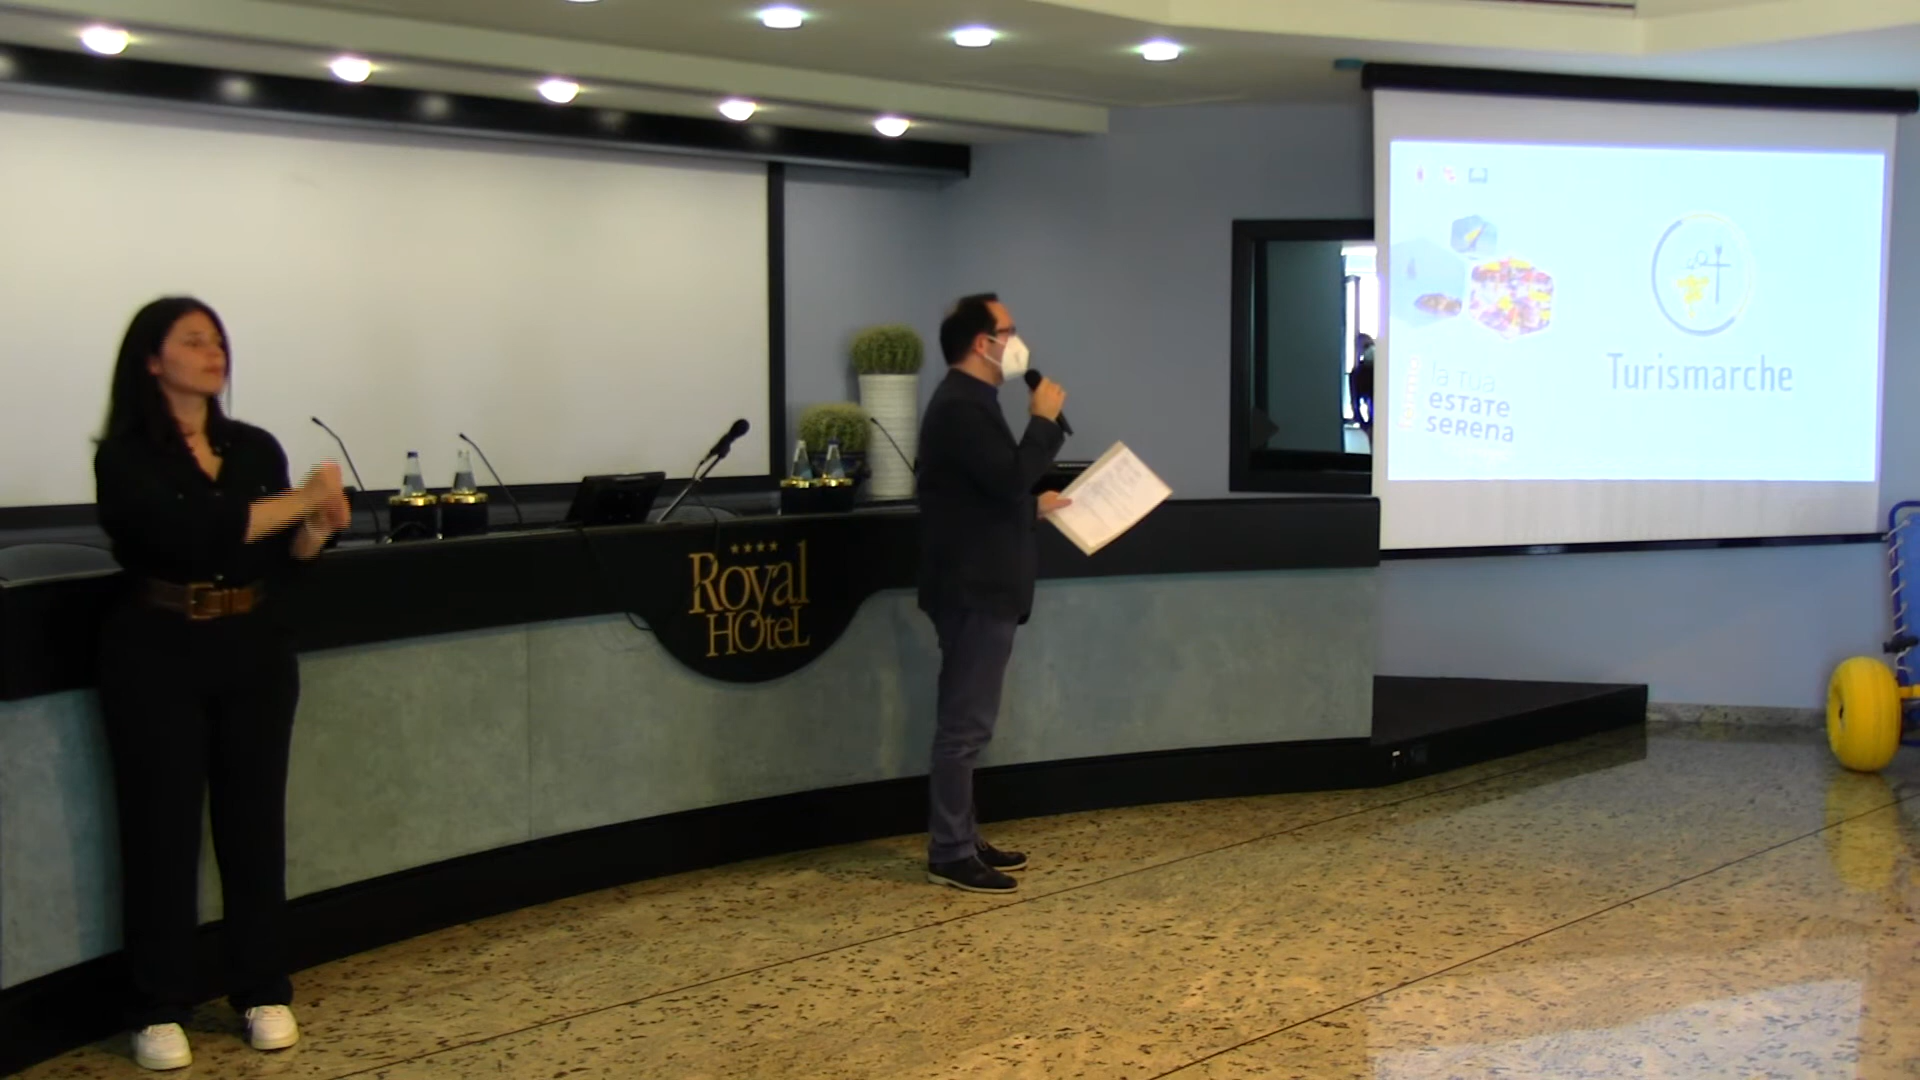 Royal
HOteL
Turismarche
la Tua
eSTaTe
seRena